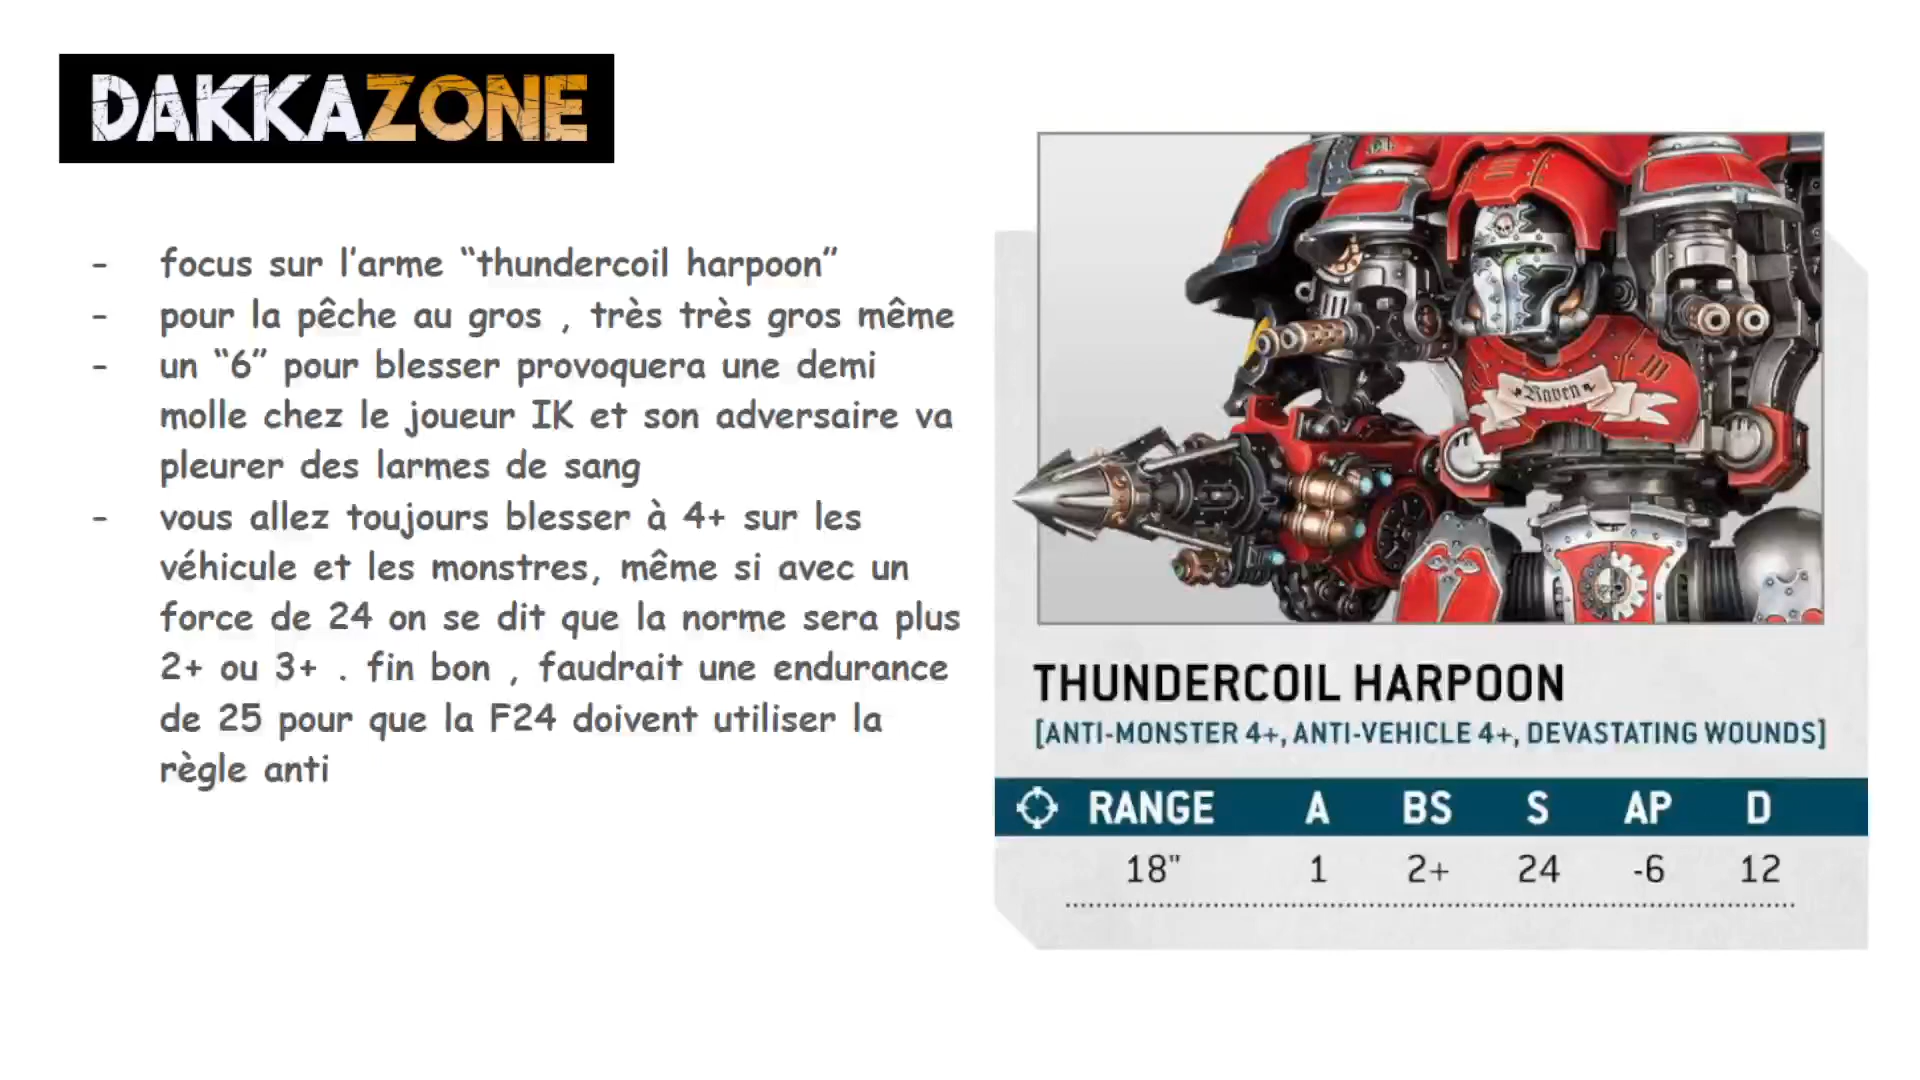 DAKKAZONE
- focus sur l'arme “thundercoil harpoon”
- pour la pêche au gros , très très gros même
- un “6” pour blesser provoquera une demi
molle chez le joueur IK et son adversaire va
pleurer des larmes de sang
- vous allez toujours blesser à 4+ sur les
véhicule et les monstres, même si avec un
force de 24 on se dit que la norme sera plus
2+ ou 3+ . fin bon , faudrait une endurance
de 25 pour que la F24 doivent utiliser la
règle anti
Raven
THUNDERCOIL HARPOON
[ANTI-MONSTER 4+, ANTI-VEHICLE 4+, DEVASTATING WOUNDS]
RANGE A BS S AP D
18" 1 2+ 24 -6 12